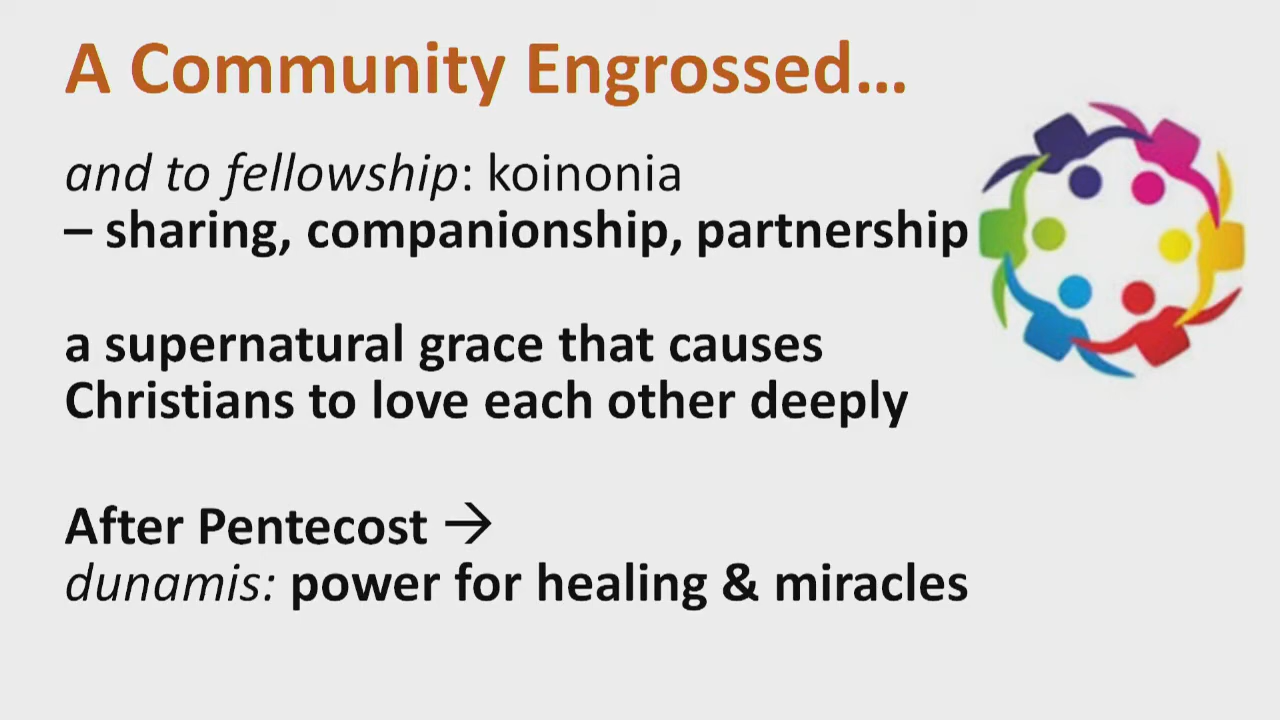 A Community Engrossed...
and to fellowship: koinonia
– sharing, companionship, partnership
a supernatural grace that causes
Christians to love each other deeply
After Pentecost →
dunamis: power for healing & miracles